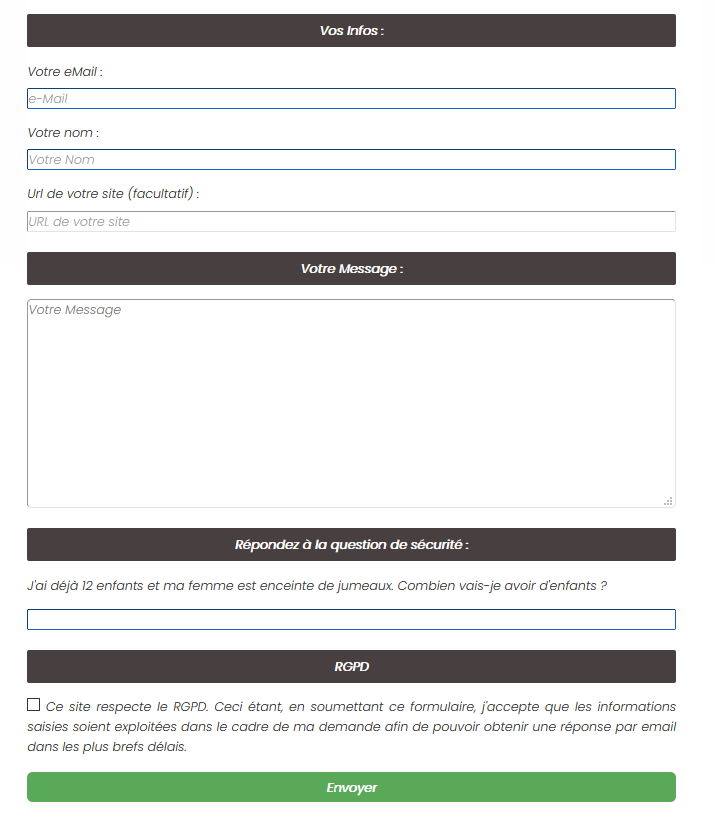 Vos Infos :
Votre eMail :
e-Mail
Votre nom :
Votre Nom
Url de votre site (facultatif) :
URL de votre site
Votre Message :
Votre Message
Répondez à la question de sécurité :
J'ai déjà 12 enfants et ma femme est enceinte de jumeaux. Combien vais-je avoir d'enfants ?
RGPD
Ce site respecte le RGPD. Ceci étant, en soumettant ce formulaire, j'accepte que les informations
saisies soient exploitées dans le cadre de ma demande afin de pouvoir obtenir une réponse par email
dans les plus brefs délais.
Envoyer